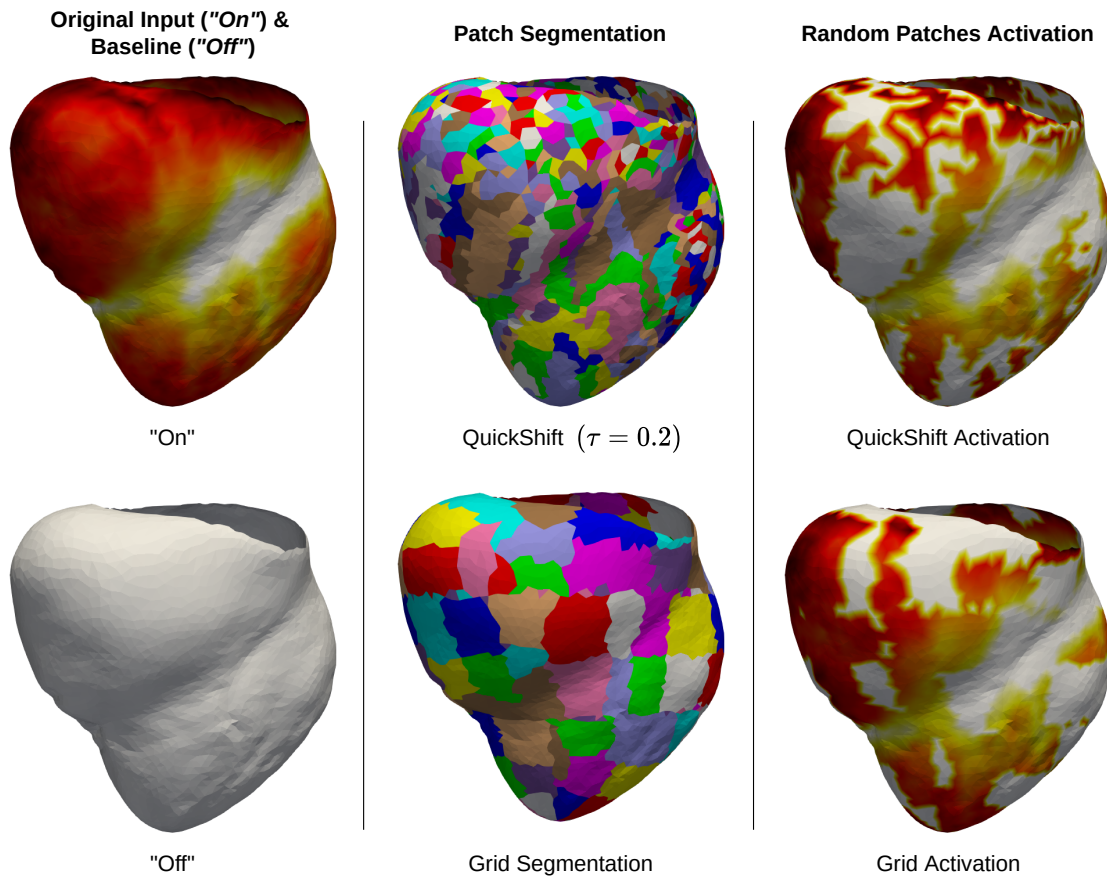 Original Input ("On") &
Baseline ("Off")
Patch Segmentation
Random Patches Activation
"On"
QuickShift (τ = 0.2)
QuickShift Activation
"Off"
Grid Segmentation
Grid Activation